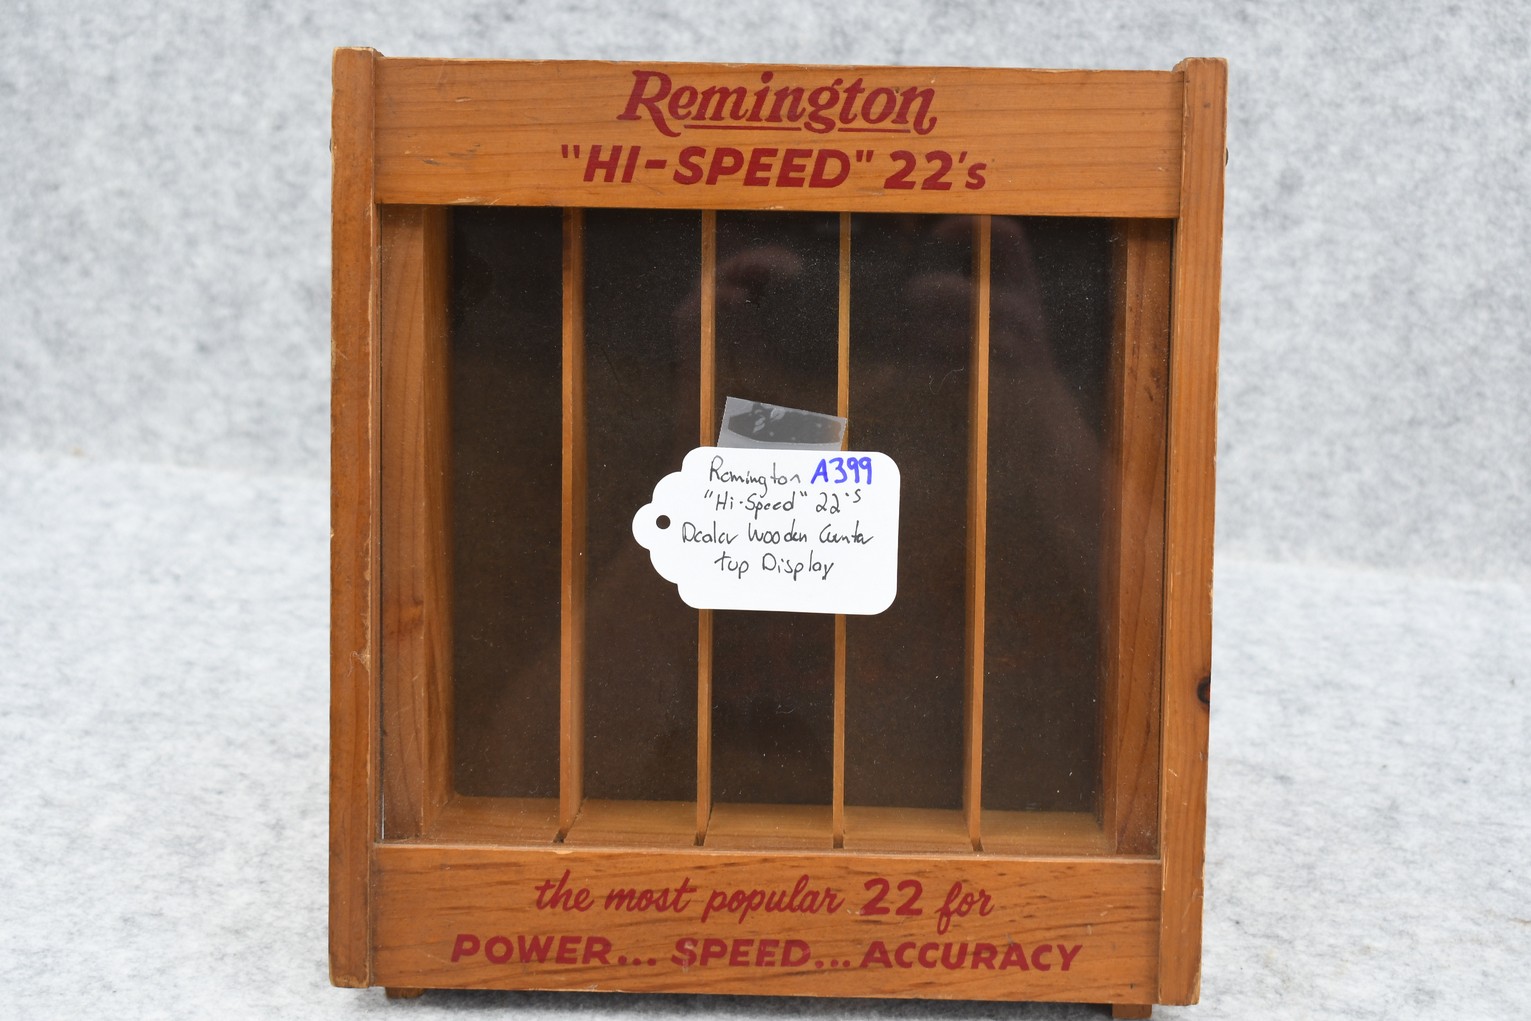 Remington
"HI-SPEED" 22's
Remington A399
"Hi-Speed" 22's
Dealer Wooden Counter
top Display
the most popular 22 for
POWER... SPEED... ACCURACY